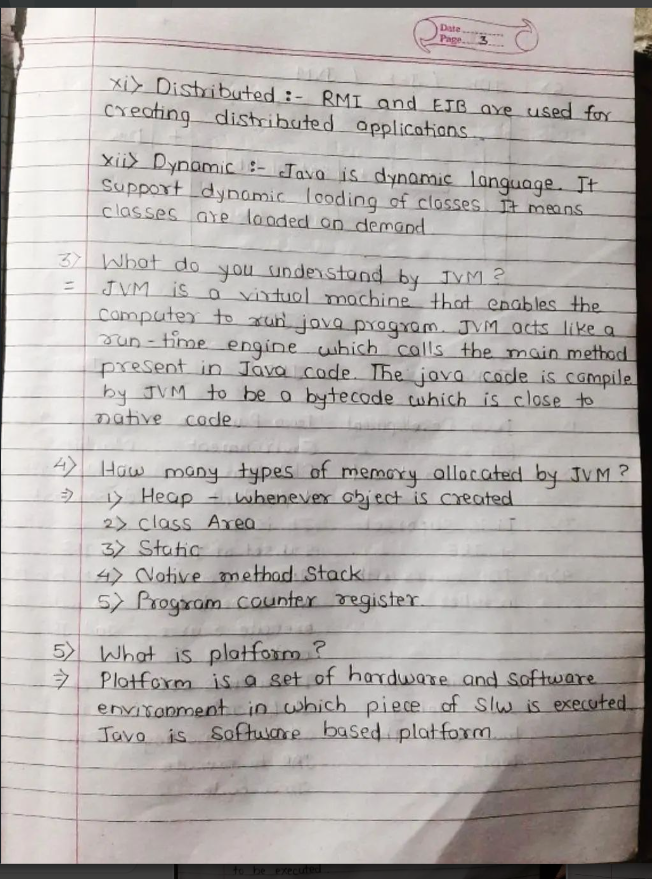 Date
Page 3
xi> Distributed :- RMI and EJB are used for
creating distributed applications
xii> Dynamic :- Java is dynamic language. It
Support dynamic loading of classes. It means
classes are loaded on demand
3> What do you understand by JVM ?
= JVM is a virtual machine that enables the
computer to run java program. JVM acts like a
run-time engine which calls the main method
present in Java code. The java code is compile
by JVM to be a bytecode which is close to
native code.
4> How many types of memory allocated by JVM ?
⇒ 1> Heap - whenever object is created
2> class Area
3> Static
4> Native method Stack
5> Program counter register.
5> What is platform ?
⇒ Platform is a set of hardware and software
environment in which piece of S/w is executed
Java is software based platform
to be executed